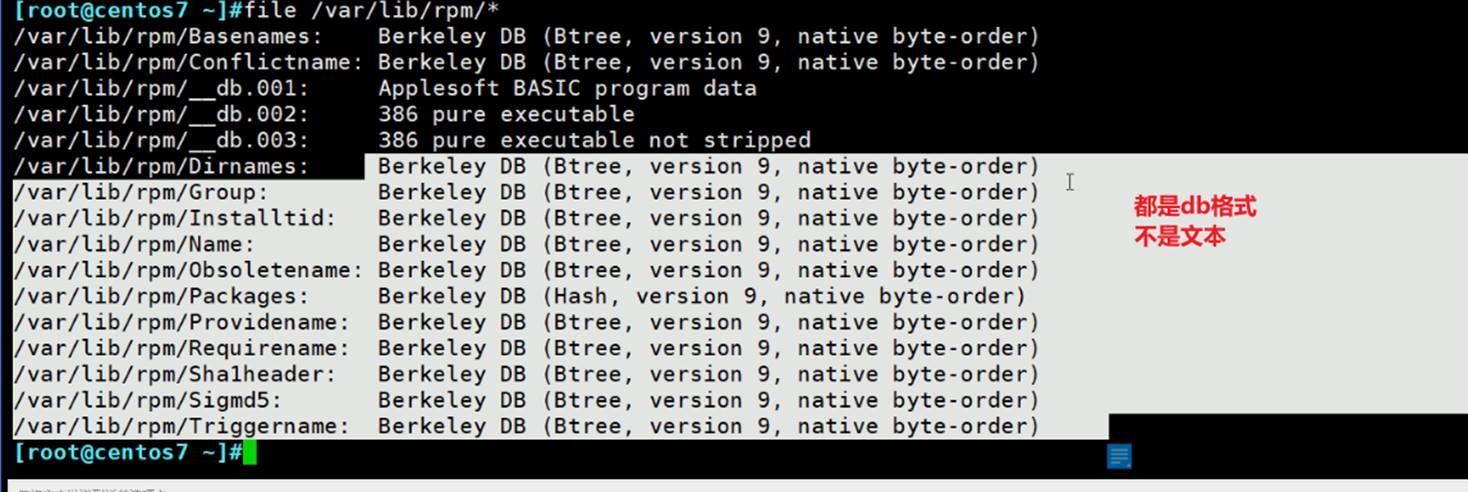 [root@centos7 ~]#file /var/lib/rpm/*
/var/lib/rpm/Basenames:    Berkeley DB (Btree, version 9, native byte-order)
/var/lib/rpm/Conflictname: Berkeley DB (Btree, version 9, native byte-order)
/var/lib/rpm/__db.001:     Applesoft BASIC program data
/var/lib/rpm/__db.002:     386 pure executable
/var/lib/rpm/__db.003:     386 pure executable not stripped
/var/lib/rpm/Dirnames:     Berkeley DB (Btree, version 9, native byte-order)
/var/lib/rpm/Group:        Berkeley DB (Btree, version 9, native byte-order)
/var/lib/rpm/Installtid:   Berkeley DB (Btree, version 9, native byte-order)
/var/lib/rpm/Name:         Berkeley DB (Btree, version 9, native byte-order)
/var/lib/rpm/Obsoletename: Berkeley DB (Btree, version 9, native byte-order)
/var/lib/rpm/Packages:     Berkeley DB (Hash, version 9, native byte-order)
/var/lib/rpm/Providename:  Berkeley DB (Btree, version 9, native byte-order)
/var/lib/rpm/Requirename:  Berkeley DB (Btree, version 9, native byte-order)
/var/lib/rpm/Sha1header:   Berkeley DB (Btree, version 9, native byte-order)
/var/lib/rpm/Sigmd5:       Berkeley DB (Btree, version 9, native byte-order)
/var/lib/rpm/Triggername:  Berkeley DB (Btree, version 9, native byte-order)
[root@centos7 ~]#
都是db格式
不是文本